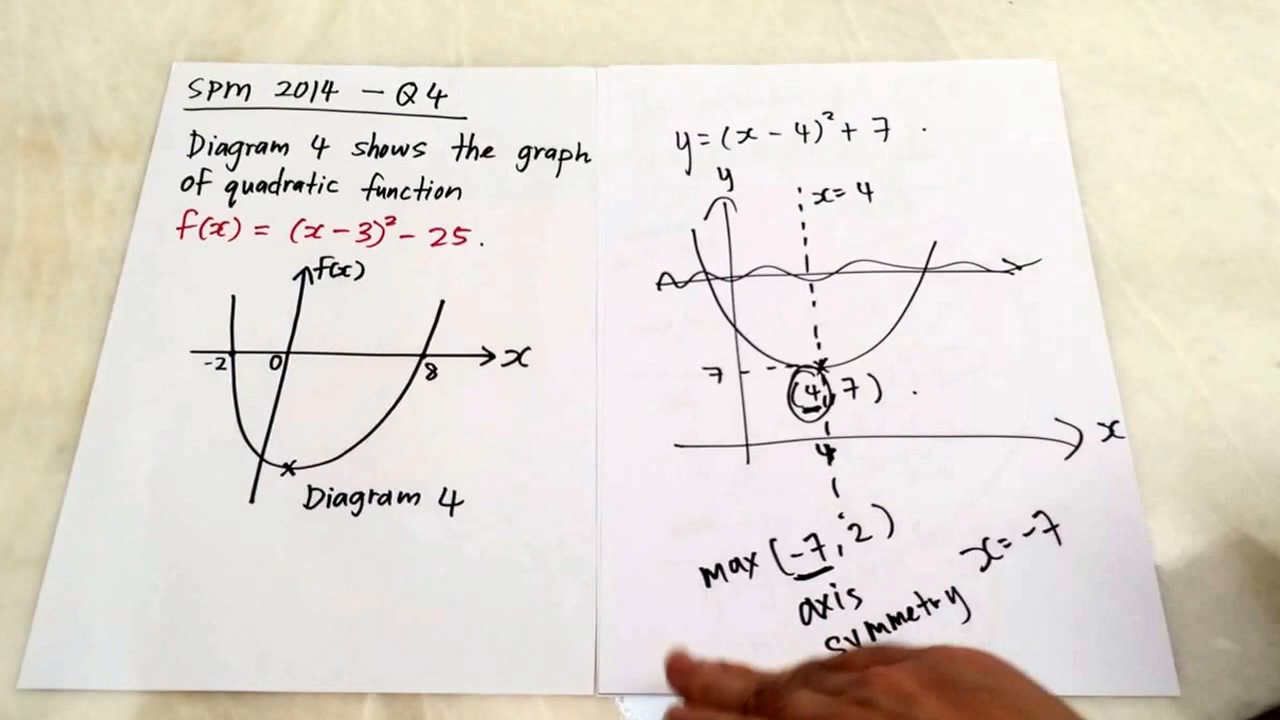 SPM 2014 - Q4
Diagram 4 shows the graph
of quadratic function
f(x) = (x - 3)² - 25.
f(x)
-2 0 8 x
Diagram 4
y = (x - 4)² + 7 .
y
x = 4
7
(4, 7) .
x
4
max (-7, 2)
x = -7
axis
symmetry